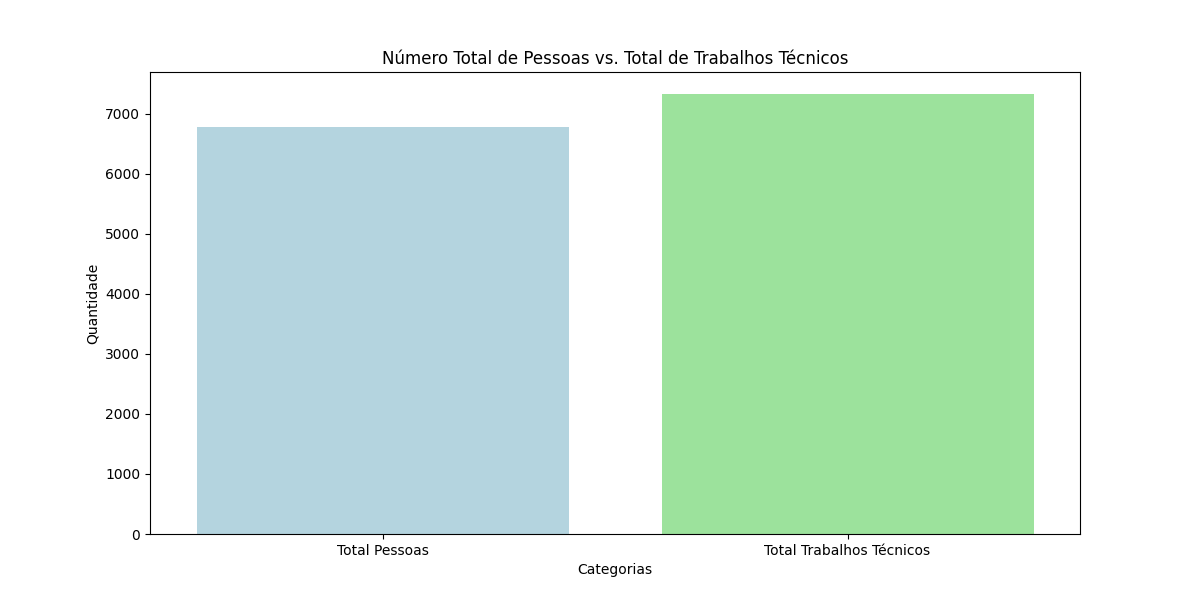 Número Total de Pessoas vs. Total de Trabalhos Técnicos
7000
6000
5000
4000
3000
2000
1000
0
Quantidade
Total Pessoas
Total Trabalhos Técnicos
Categorias